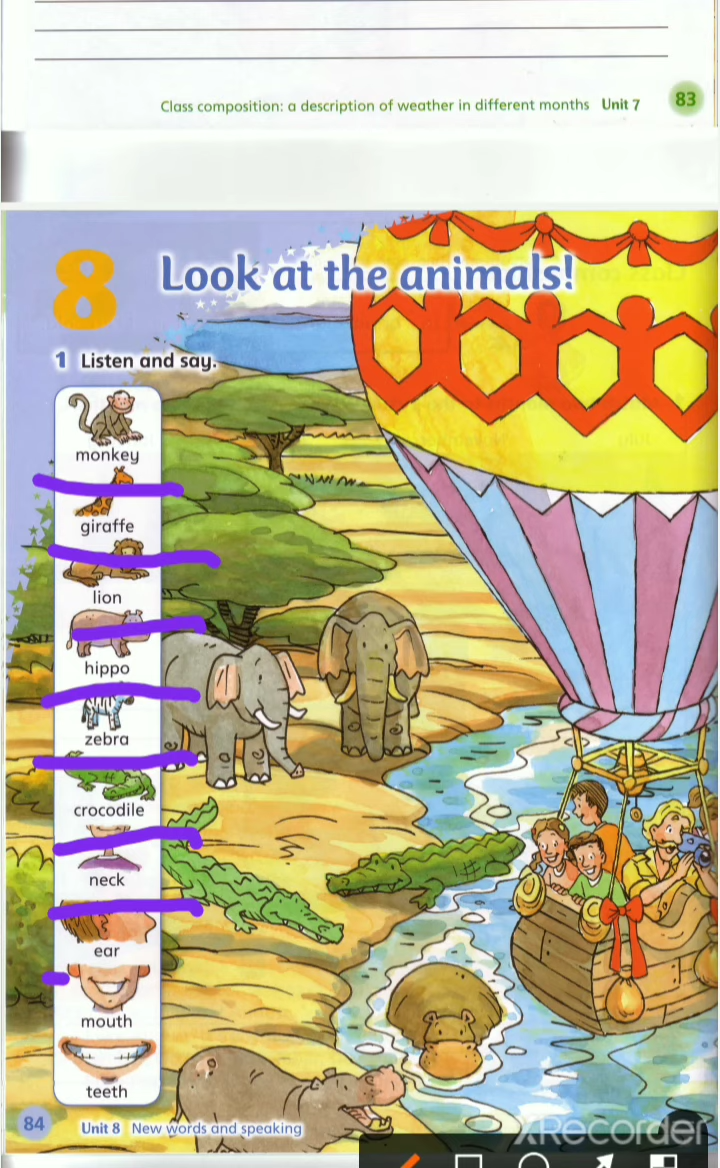 Class composition: a description of weather in different months Unit 7 83
8 Look at the animals!
1 Listen and say.
monkey
giraffe
lion
hippo
zebra
crocodile
neck
ear
mouth
teeth
84 Unit 8 New words and speaking
XRecorder